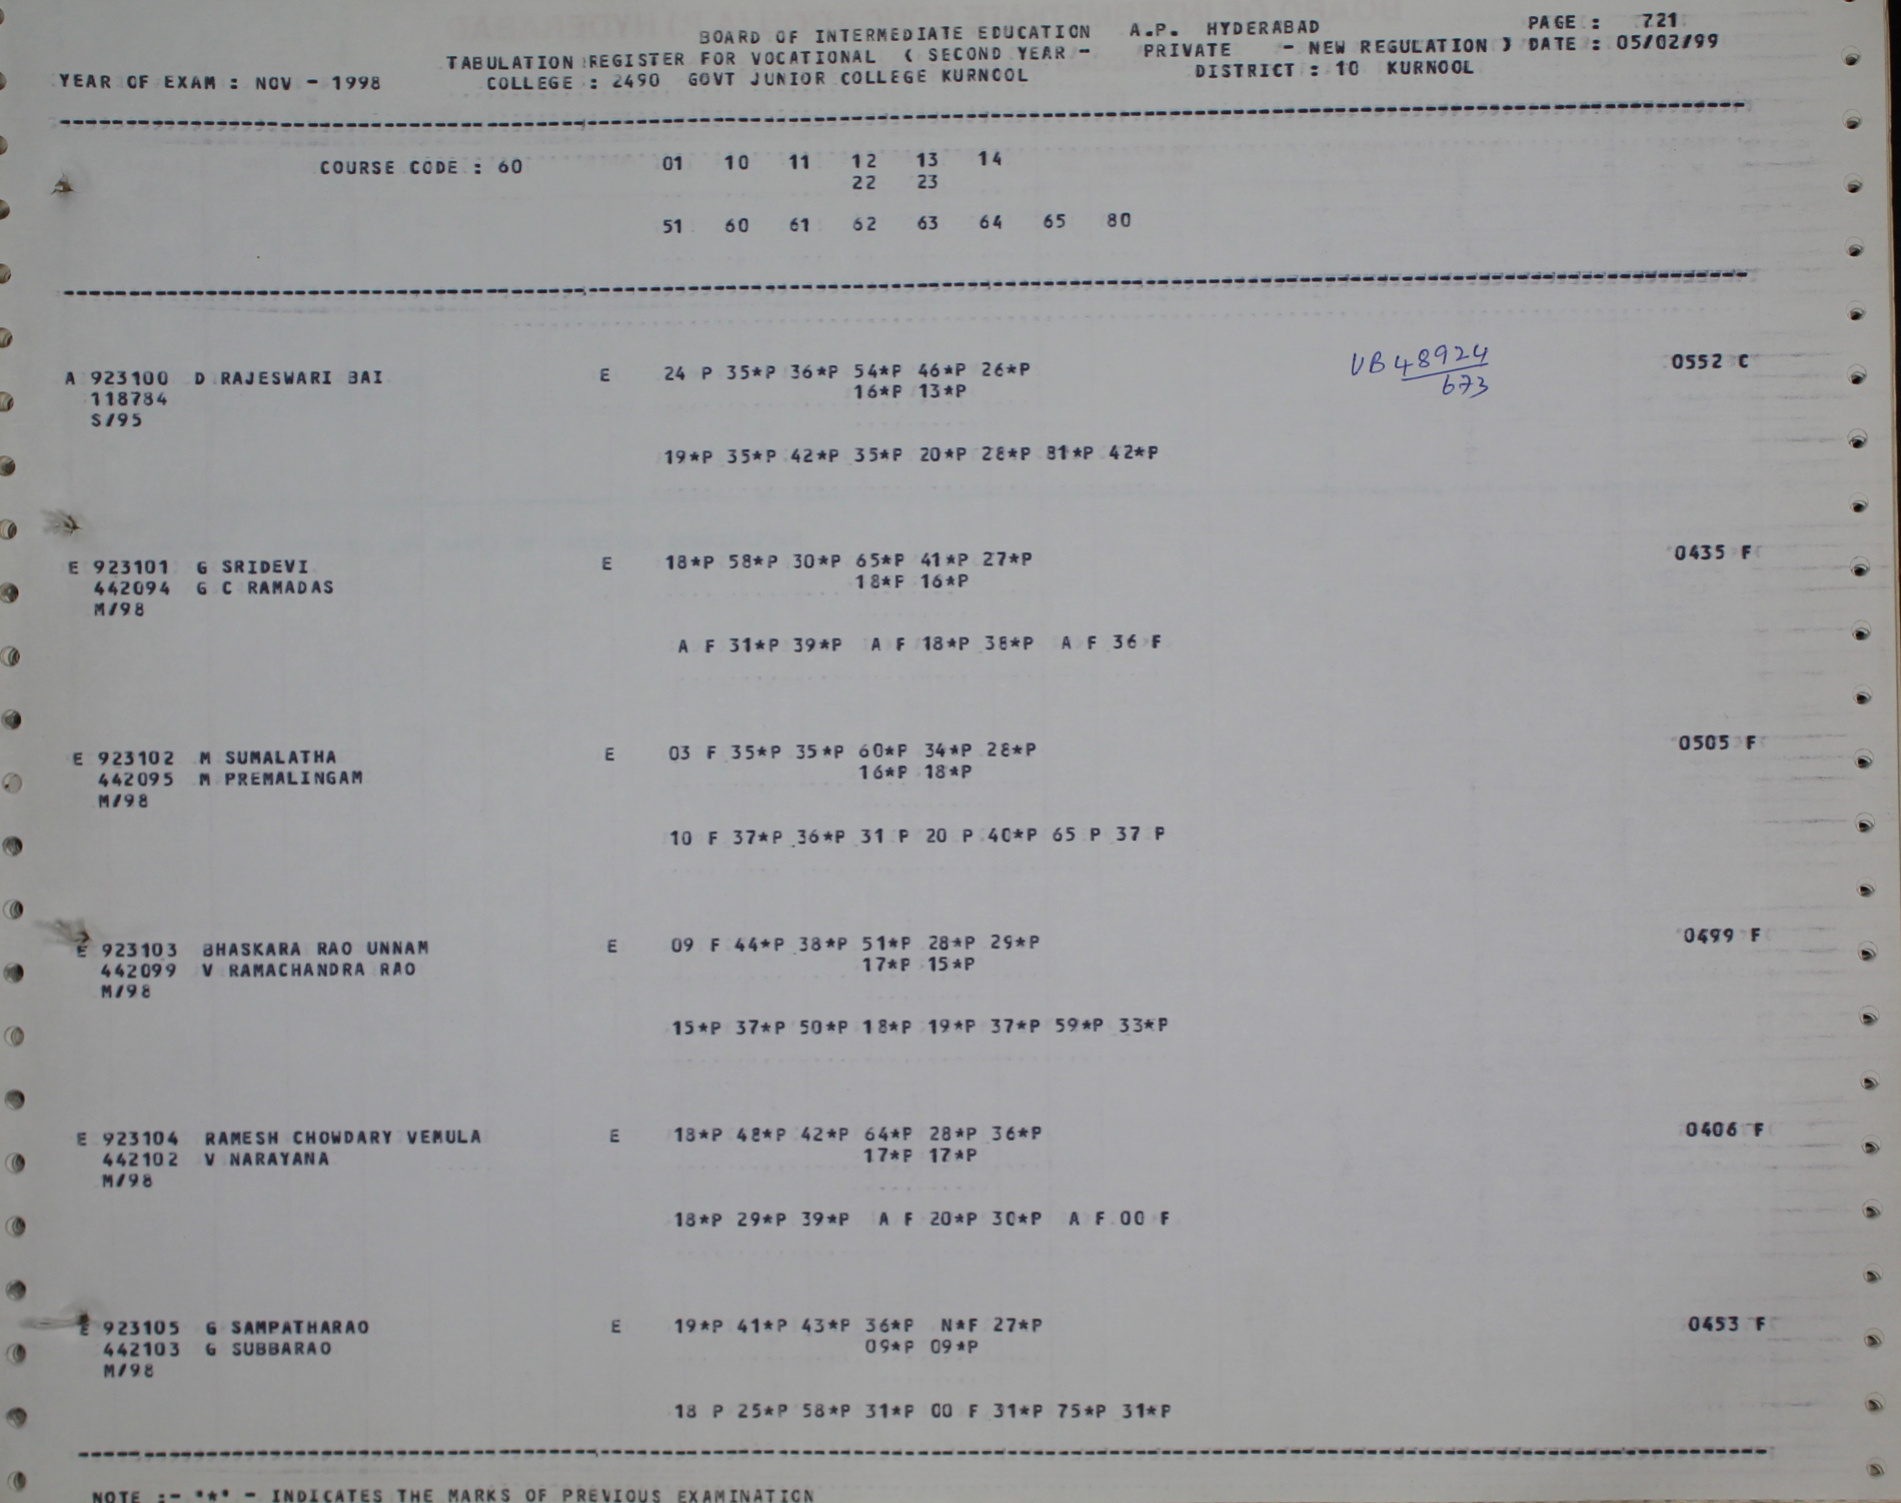 BOARD OF INTERMEDIATE EDUCATION A.P. HYDERABAD PAGE : 721
TABULATION REGISTER FOR VOCATIONAL ( SECOND YEAR - PRIVATE - NEW REGULATION ) DATE : 05/02/99
YEAR OF EXAM : NOV - 1998 COLLEGE : 2490 GOVT JUNIOR COLLEGE KURNOOL DISTRICT : 10 KURNOOL
COURSE CODE : 60 01 10 11 12 13 14
22 23
51 60 61 62 63 64 65 80
A 923100 D RAJESWARI BAI E 24 P 35*P 36*P 54*P 46*P 26*P VB 48924 0552 C
118784 16*P 13*P 673
S/95
19*P 35*P 42*P 35*P 20*P 28*P 81*P 42*P
E 923101 G SRIDEVI E 18*P 58*P 30*P 65*P 41*P 27*P 0435 F
442094 G C RAMADAS 18*P 16*P
M/98
A F 31*P 39*P A F 18*P 38*P A F 36 F
E 923102 M SUMALATHA E 03 F 35*P 35*P 60*P 34*P 28*P 0505 F
442095 M PREMALINGAM 16*P 18*P
M/98
10 F 37*P 36*P 31 P 20 P 40*P 65 P 37 P
E 923103 BHASKARA RAO UNNAM E 09 F 44*P 38*P 51*P 28*P 29*P 0499 F
442099 V RAMACHANDRA RAO 17*P 15*P
M/98
15*P 37*P 50*P 18*P 19*P 37*P 59*P 33*P
E 923104 RAMESH CHOWDARY VEMULA E 18*P 48*P 42*P 64*P 28*P 36*P 0406 F
442102 V NARAYANA 17*P 17*P
M/98
18*P 29*P 39*P A F 20*P 30*P A F 00 F
E 923105 G SAMPATHARAO E 19*P 41*P 43*P 36*P N*F 27*P 0453 F
442103 G SUBBARAO 09*P 09*P
M/98
18 P 25*P 58*P 31*P 00 F 31*P 75*P 31*P
NOTE :- "*" - INDICATES THE MARKS OF PREVIOUS EXAMINATION